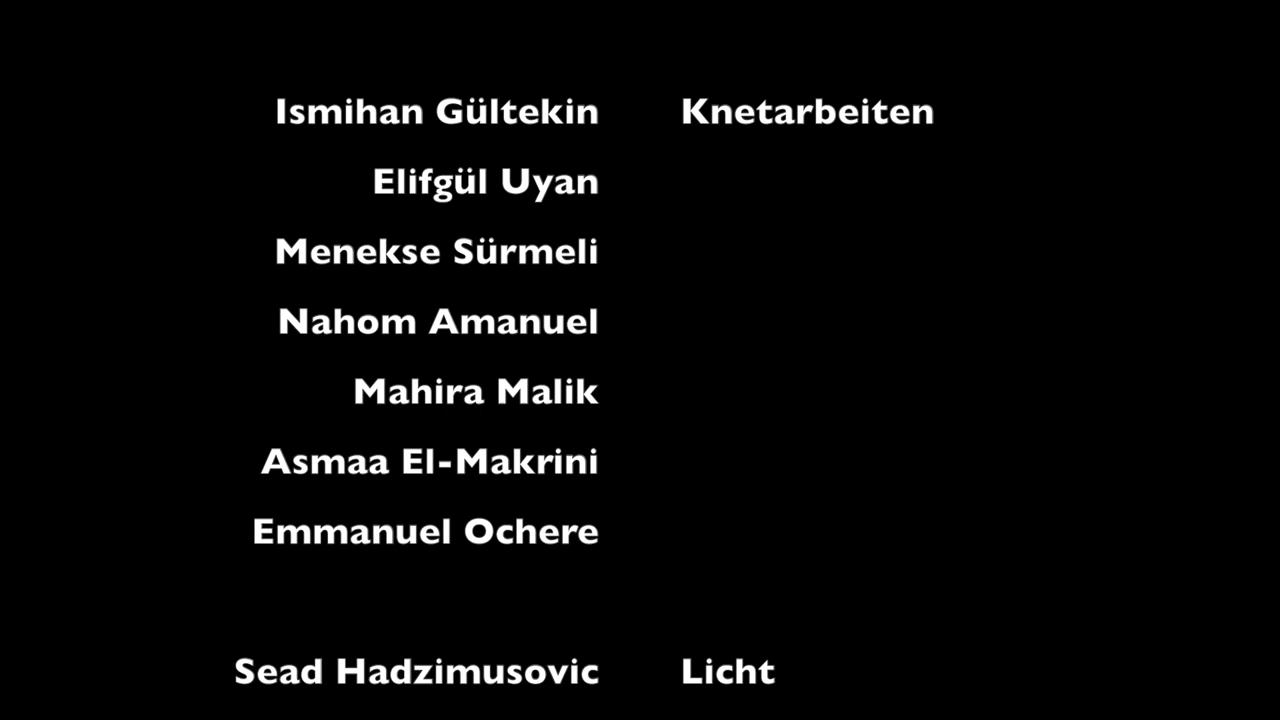 Ismihan Gültekin Knetarbeiten
Elifgül Uyan
Menekse Sürmeli
Nahom Amanuel
Mahira Malik
Asmaa El-Makrini
Emmanuel Ochere
Sead Hadzimusovic Licht